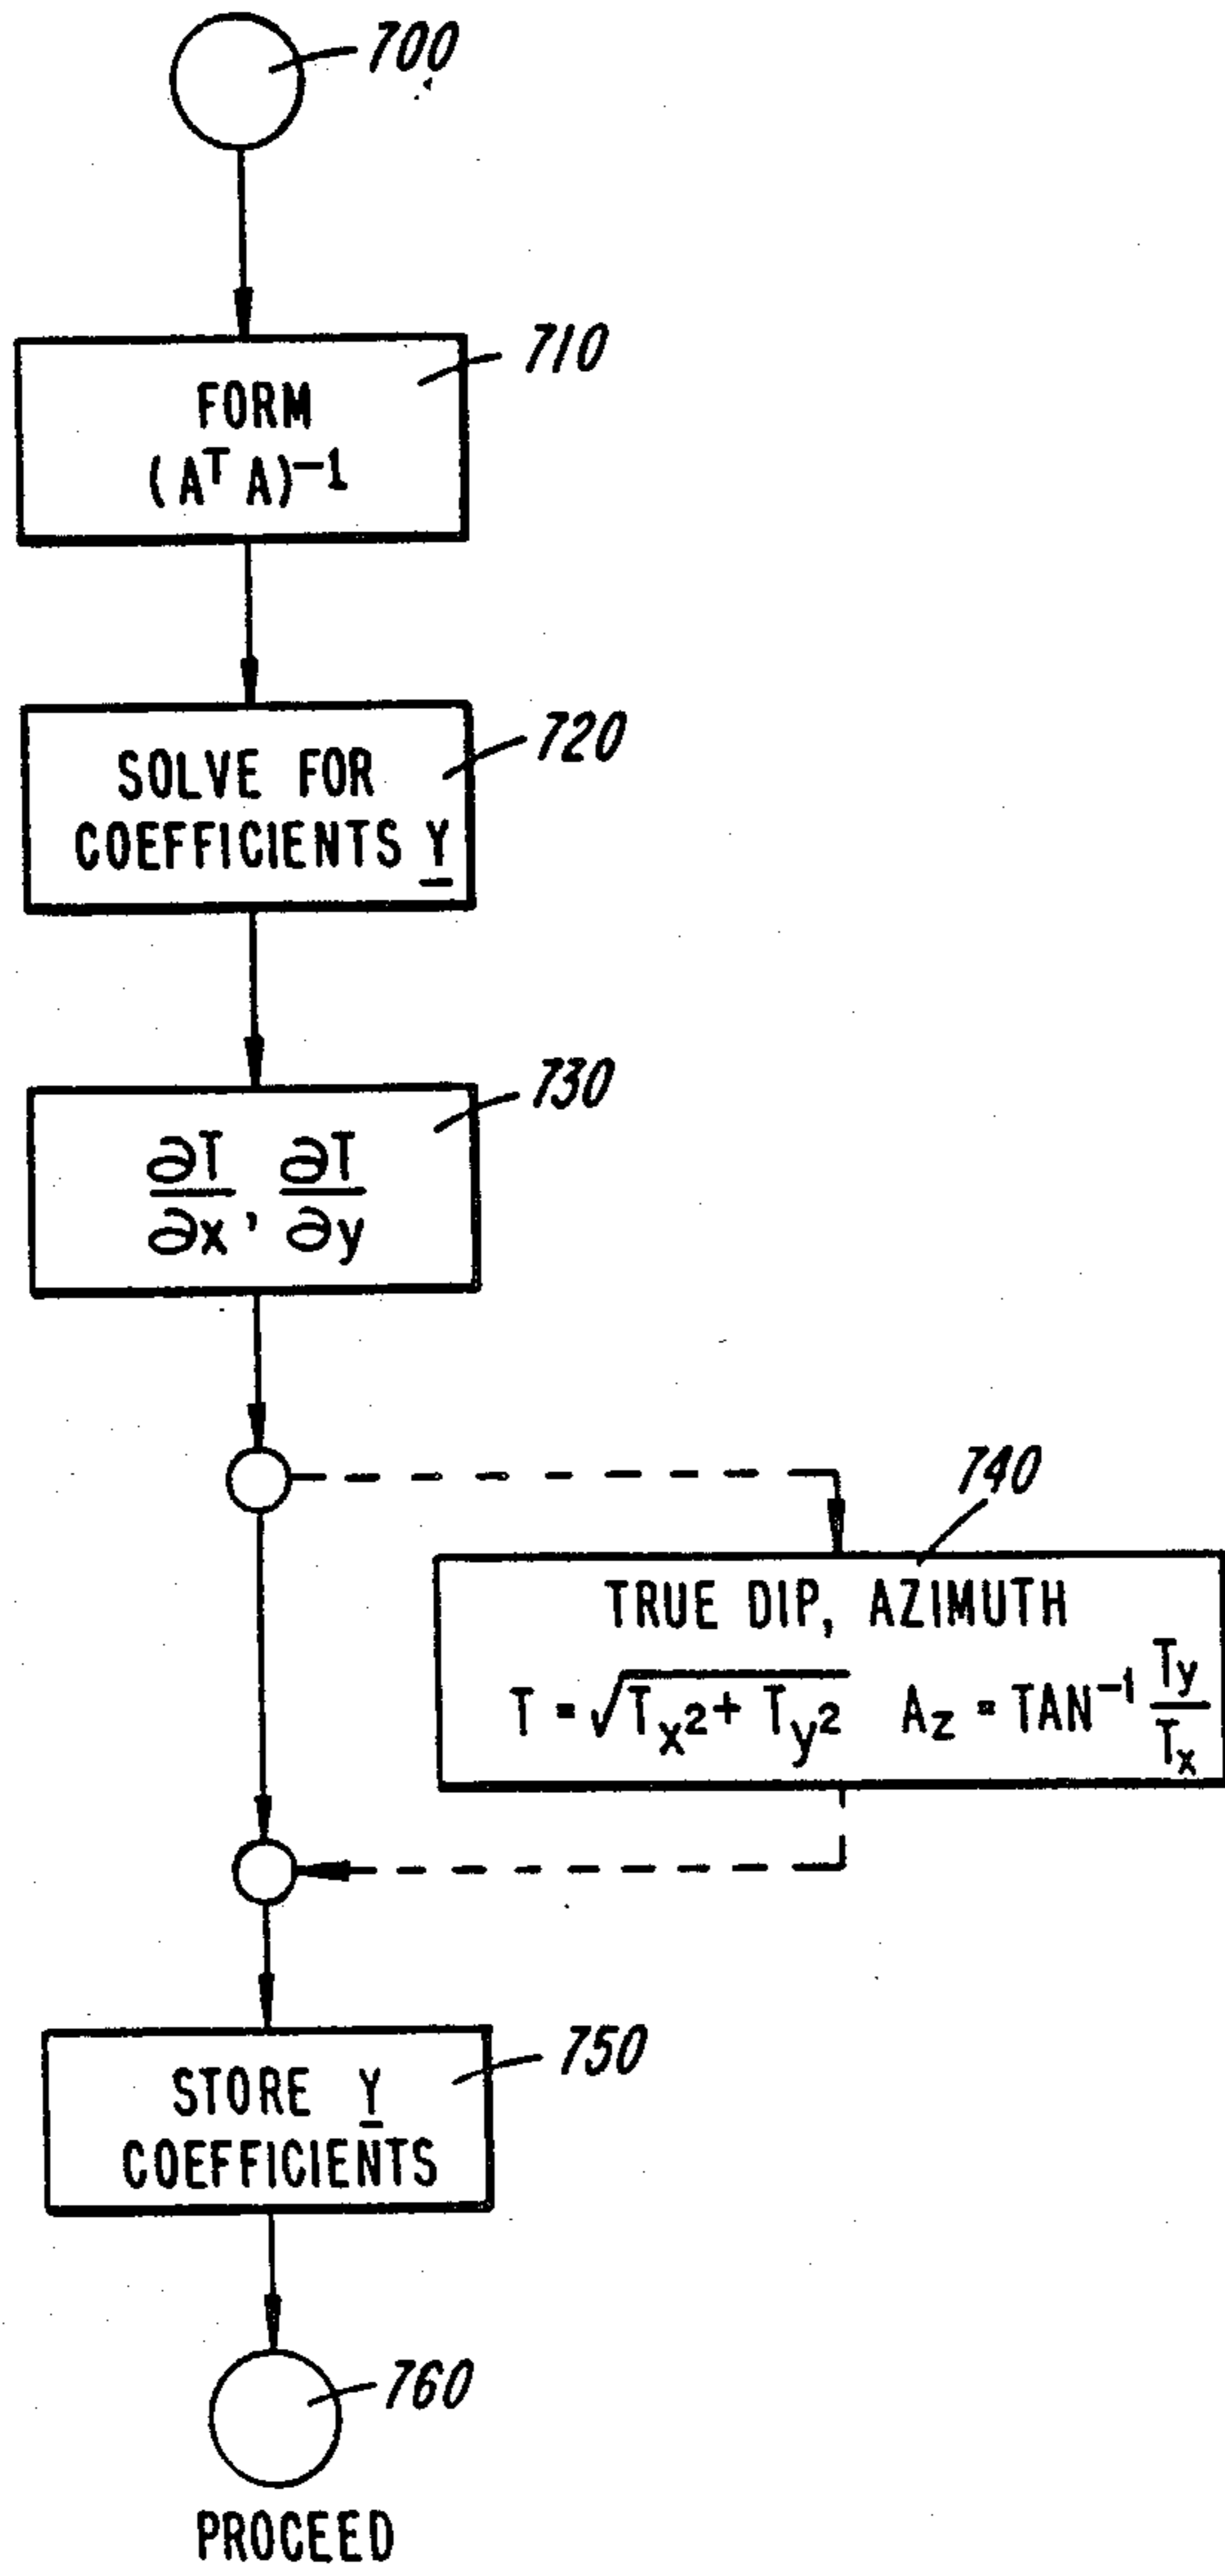 700
710
FORM
(Aᵀ A)⁻¹
720
SOLVE FOR
COEFFICIENTS Y
730
∂T/∂x, ∂T/∂y
740
TRUE DIP, AZIMUTH
T = √Tx² + Ty² Az = TAN⁻¹ Ty/Tx
750
STORE Y
COEFFICIENTS
760
PROCEED